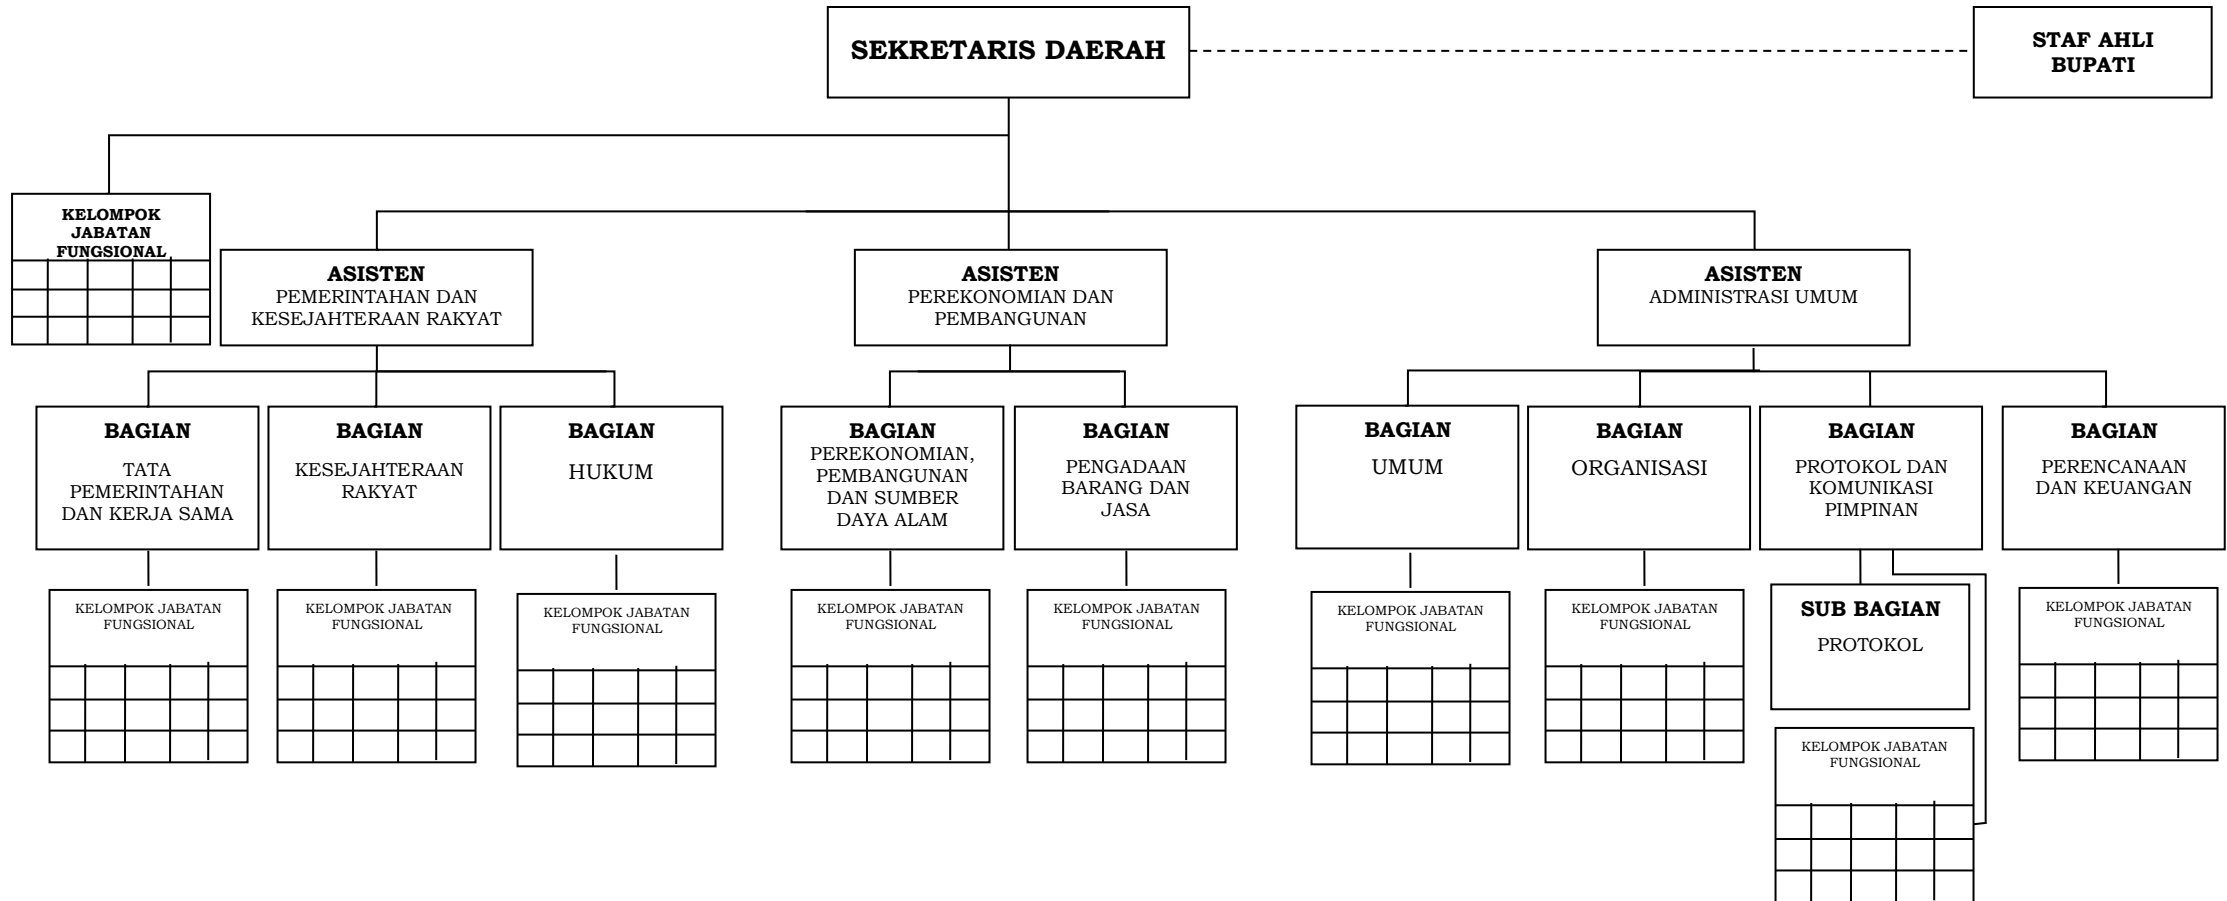 SEKRETARIS DAERAH
STAF AHLI
BUPATI
KELOMPOK
JABATAN
FUNGSIONAL
ASISTEN
PEMERINTAHAN DAN
KESEJAHTERAAN RAKYAT
ASISTEN
PEREKONOMIAN DAN
PEMBANGUNAN
ASISTEN
ADMINISTRASI UMUM
BAGIAN
TATA
PEMERINTAHAN
DAN KERJA SAMA
BAGIAN
KESEJAHTERAAN
RAKYAT
BAGIAN
HUKUM
BAGIAN
PEREKONOMIAN,
PEMBANGUNAN
DAN SUMBER
DAYA ALAM
BAGIAN
PENGADAAN
BARANG DAN
JASA
BAGIAN
UMUM
BAGIAN
ORGANISASI
BAGIAN
PROTOKOL DAN
KOMUNIKASI
PIMPINAN
BAGIAN
PERENCANAAN
DAN KEUANGAN
KELOMPOK JABATAN
FUNGSIONAL
KELOMPOK JABATAN
FUNGSIONAL
KELOMPOK JABATAN
FUNGSIONAL
KELOMPOK JABATAN
FUNGSIONAL
KELOMPOK JABATAN
FUNGSIONAL
KELOMPOK JABATAN
FUNGSIONAL
KELOMPOK JABATAN
FUNGSIONAL
SUB BAGIAN
PROTOKOL
KELOMPOK JABATAN
FUNGSIONAL
KELOMPOK JABATAN
FUNGSIONAL